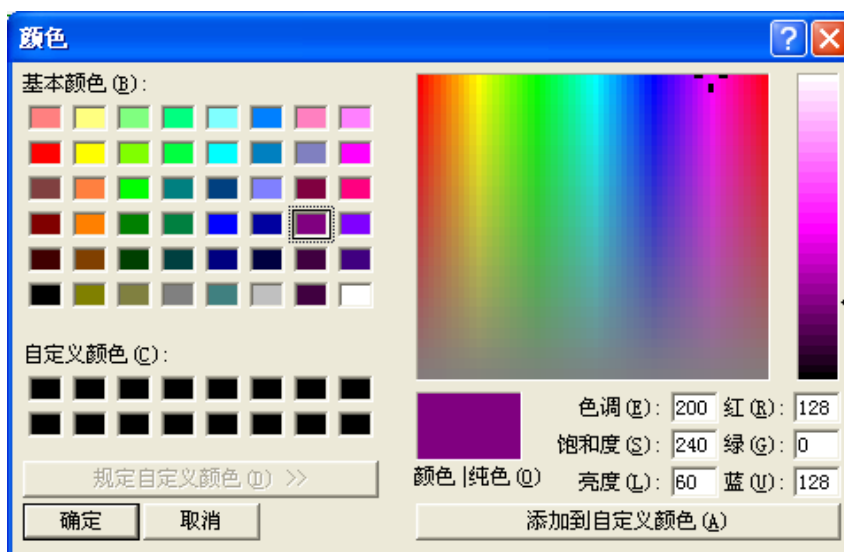 颜色
基本颜色(B):
自定义颜色(C):
规定自定义颜色(D) >>
确定 取消
颜色|纯色(O)
色调(E): 200 红(R): 128
饱和度(S): 240 绿(G): 0
亮度(L): 60 蓝(U): 128
添加到自定义颜色(A)